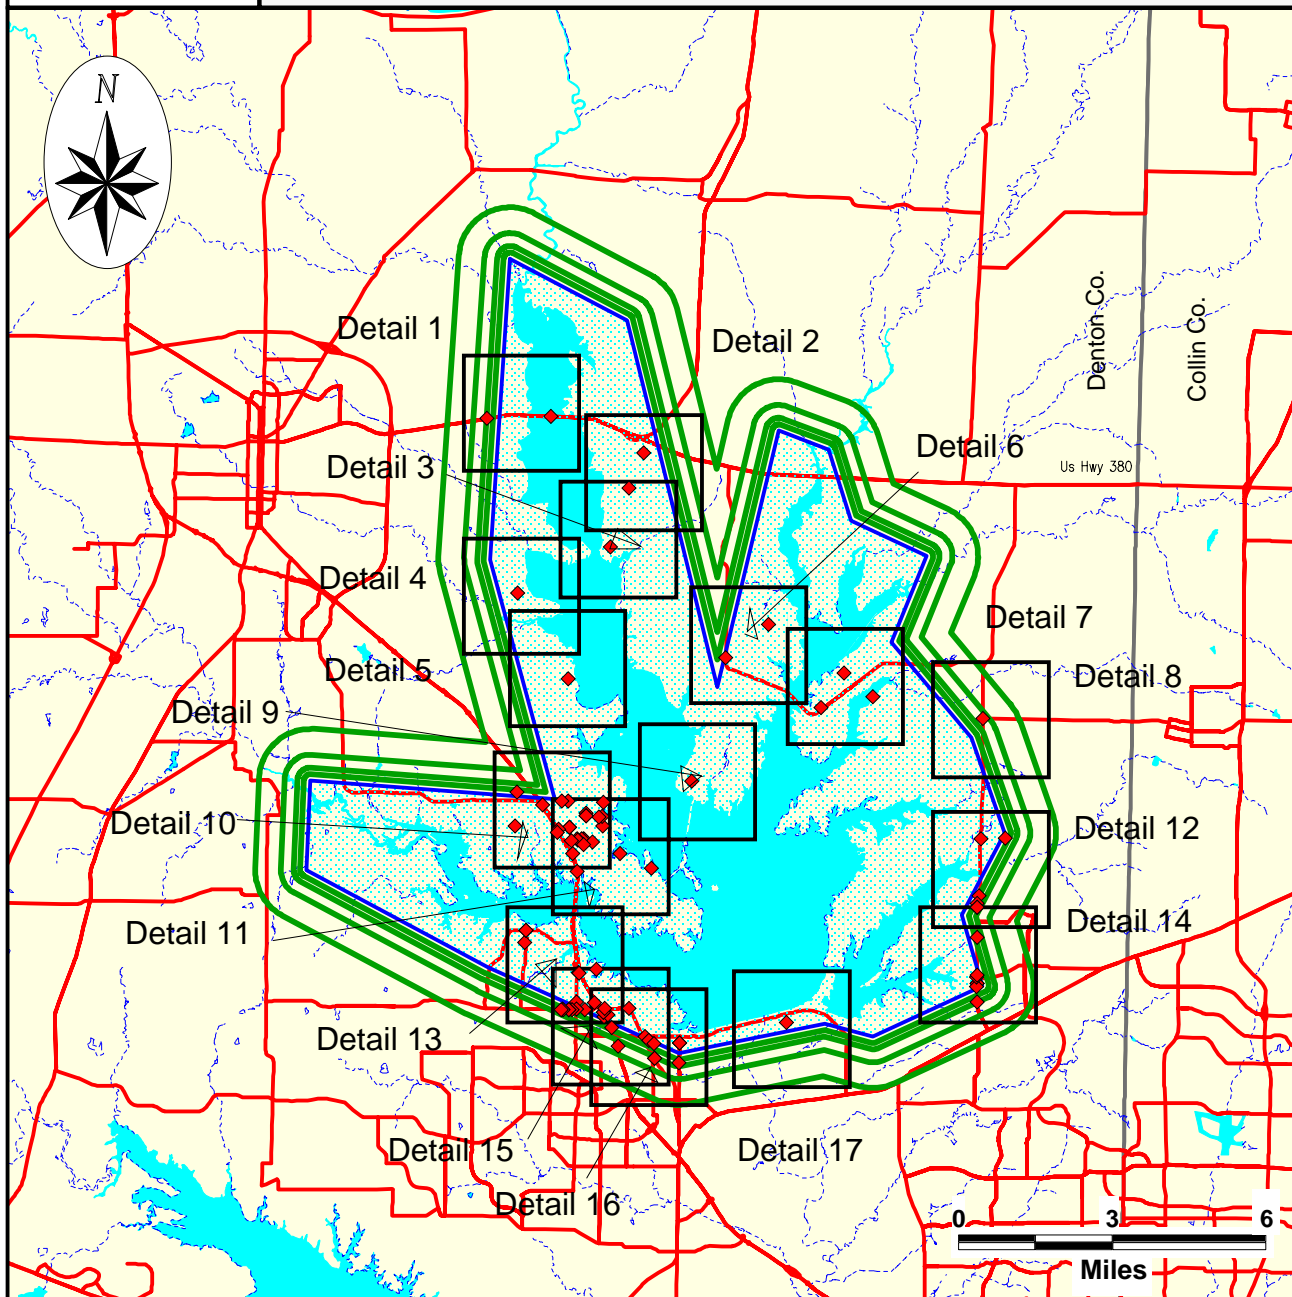 N
Detail 1
Detail 2
Denton Co.
Collin Co.
Detail 6
Detail 3
Us Hwy 380
Detail 4
Detail 7
Detail 5
Detail 8
Detail 9
Detail 10
Detail 12
Detail 11
Detail 14
Detail 13
Detail 15
Detail 17
Detail 16
0 3 6
Miles